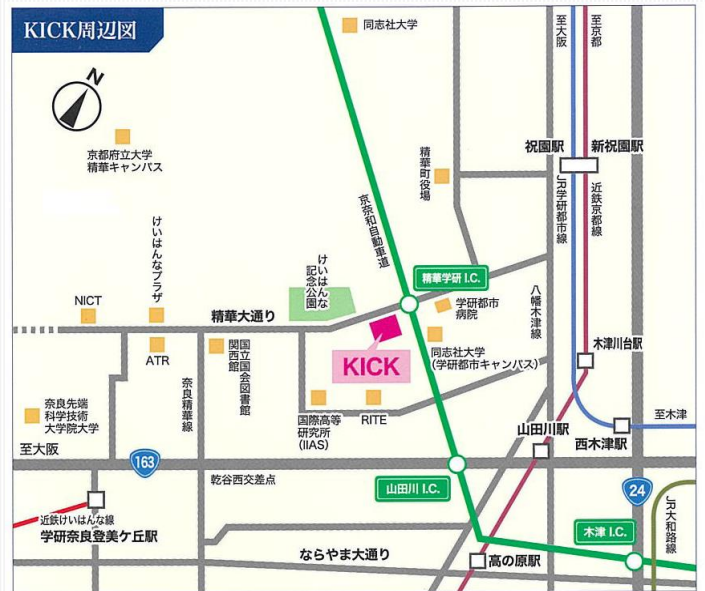 KICK周辺図
N
同志社大学
至大阪
至京都
京都府立大学
精華キャンパス
精華町役場
祝園駅
新祝園駅
JR学研都市線
近鉄京都線
京奈和自動車道
けいはんなプラザ
けいはんな
記念公園
精華学研 I.C.
NICT
精華大通り
学研都市
病院
八幡木津線
ATR
国立国会図書館
関西館
KICK
同志社大学
(学研都市キャンパス)
木津川台駅
奈良精華線
奈良先端
科学技術
大学院大学
国際高等
研究所
(IIAS)
RITE
至木津
山田川駅
西木津駅
至大阪
163
乾谷西交差点
山田川 I.C.
24
近鉄けいはんな線
学研奈良登美ケ丘駅
木津 I.C.
JR大和路線
ならやま大通り
高の原駅